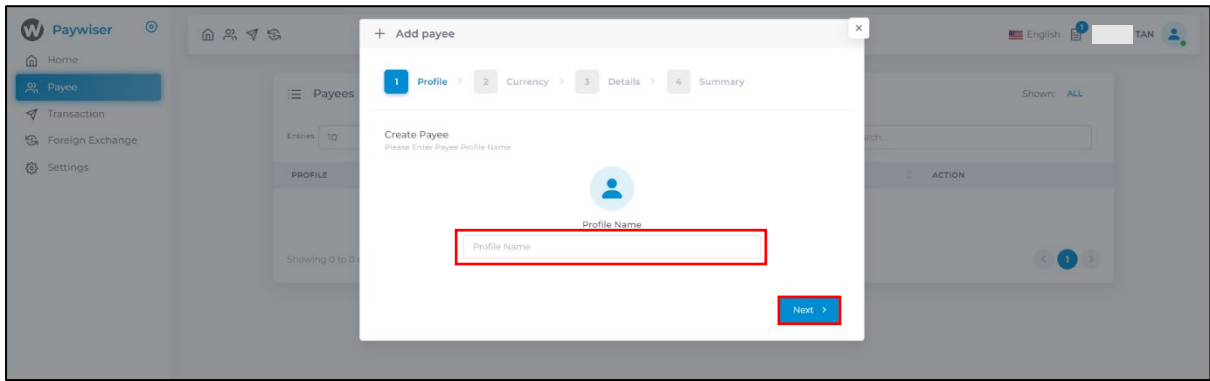 Paywiser
Home
Payee
Transaction
Foreign Exchange
Settings
English
1
TAN
Payees
Shown: ALL
Entries 10
PROFILE
ACTION
Showing 0 to 0
1
+ Add payee
×
1 Profile > 2 Currency > 3 Details > 4 Summary
Create Payee
Please Enter Payee Profile Name
Profile Name
Profile Name
Next >